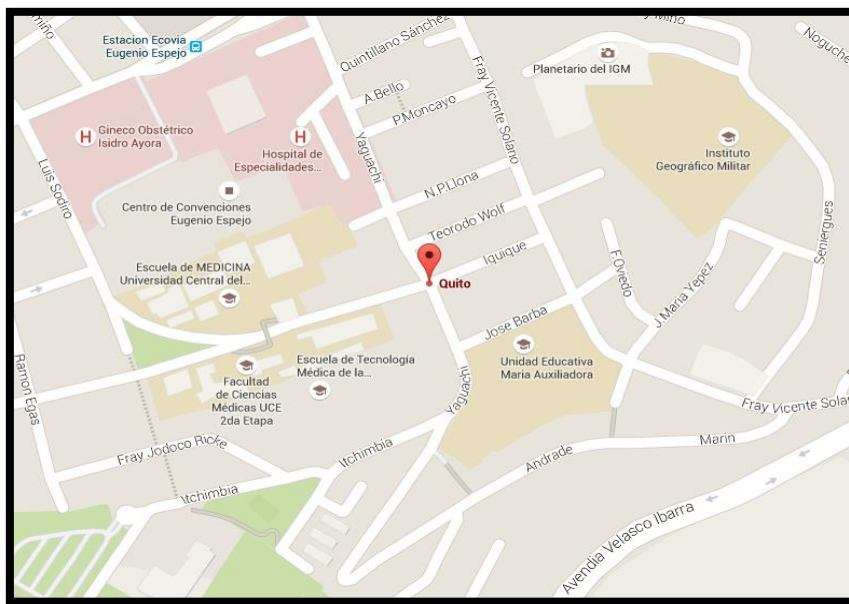 Estacion Ecovia
Eugenio Espejo
Quintillano Sánchez
Noguche
Planetario del IGM
A.Bello
P.Moncayo
Fray Vicente Solano
Gineco Obstétrico
Isidro Ayora
H
H
Hospital de
Especialidades...
Yaguachi
Instituto
Geográfico Militar
Luis Sodiro
Centro de Convenciones
Eugenio Espejo
N.P.Llona
Teorodo Wolf
Iquique
Seniergues
F.Oviedo
J.Maria Yepez
Escuela de MEDICINA
Universidad Central del...
Quito
Jose Barba
Ramon Egas
Facultad
de Ciencias
Médicas UCE
2da Etapa
Escuela de Tecnología
Médica de la...
Unidad Educativa
Maria Auxiliadora
Yaguachi
Fray Vicente Solan
Fray Jodoco Ricke
Itchimbia
Itchimbia
Andrade
Marin
Avendia Velasco Ibarra